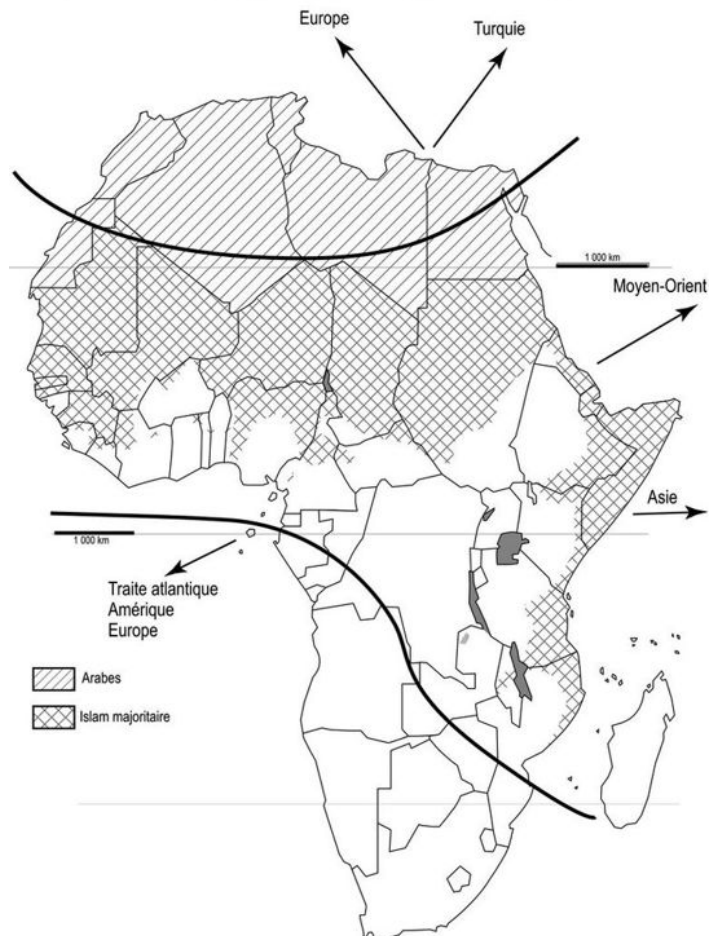 Europe
Turquie
1 000 km
Moyen-Orient
Asie
1 000 km
Traite atlantique
Amérique
Europe
Arabes
Islam majoritaire